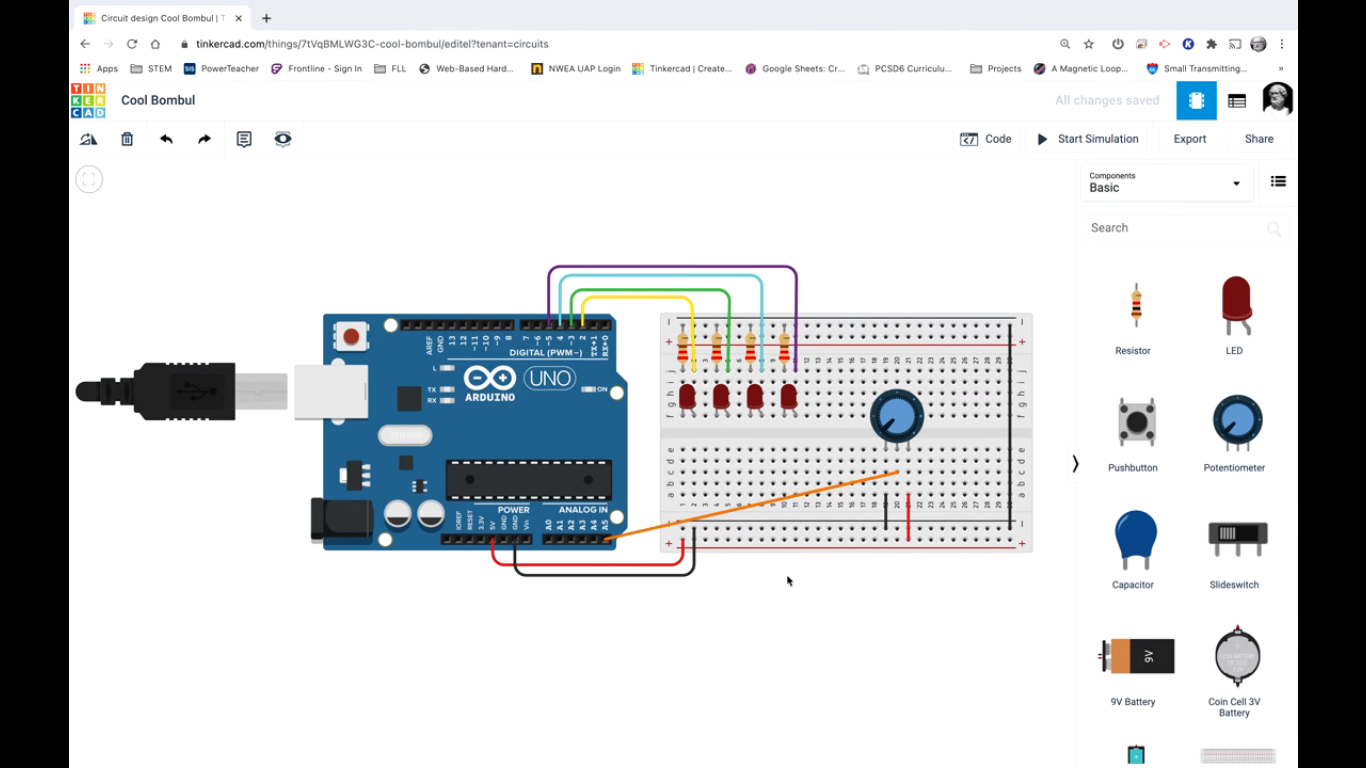 Circuit design Cool Bombul | T
tinkercad.com/things/7tVqBMLWG3C-cool-bombul/editel?tenant=circuits
Apps STEM PowerTeacher Frontline - Sign In FLL Web-Based Hard... NWEA UAP Login Tinkercad | Create... Google Sheets: Cr... PCSD6 Curriculu... Projects A Magnetic Loop... Small Transmitting... »
TIN
KER
CAD
Cool Bombul
All changes saved
Code Start Simulation Export Share
Components
Basic
Search
Resistor LED
Pushbutton Potentiometer
Capacitor Slideswitch
9V
9V Battery Coin Cell 3V
Battery
AREF GND 13 12 ~11 ~10 ~9 8 7 ~6 ~5 4 ~3 2 TX→1 RX←0
DIGITAL (PWM~)
L
TX
RX
UNO
ON
ARDUINO
POWER ANALOG IN
IOREF RESET 3.3V 5V GND GND Vin A0 A1 A2 A3 A4 A5